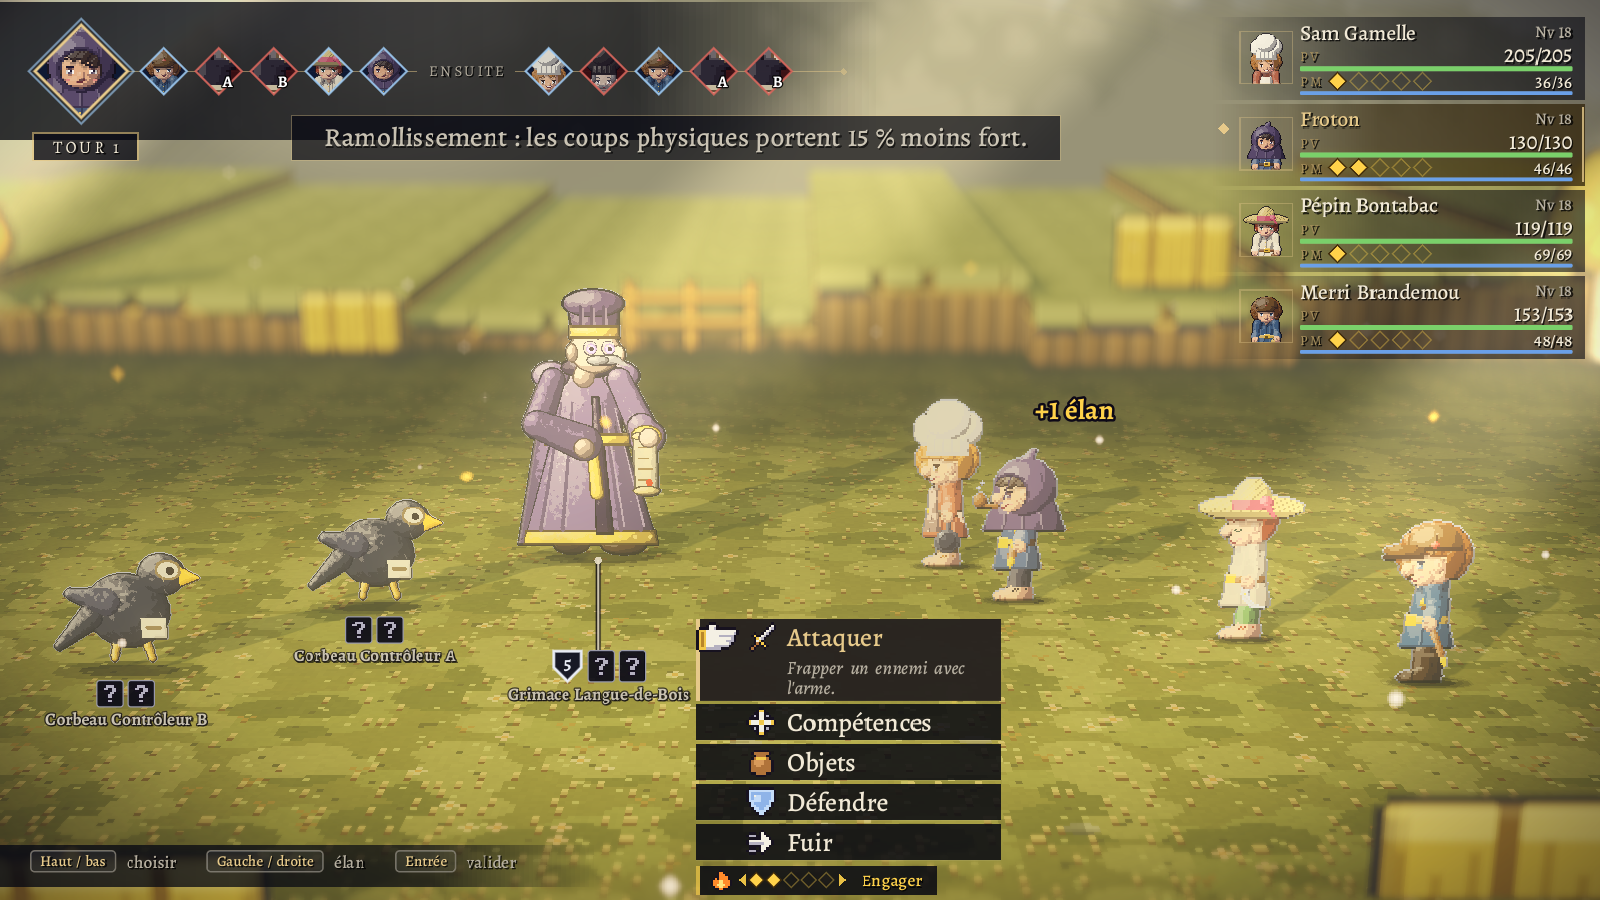 A
B
ENSUITE
A
B
TOUR 1
Ramollissement : les coups physiques portent 15 % moins fort.
Sam Gamelle
Nv 18
PV
205/205
PM
36/36
Froton
Nv 18
PV
130/130
PM
46/46
Pépin Bontabac
Nv 18
PV
119/119
PM
69/69
Merri Brandemou
Nv 18
PV
153/153
PM
48/48
+1 élan
? ?
Corbeau Contrôleur A
5 ? ?
Grimace Langue-de-Bois
? ?
Corbeau Contrôleur B
Attaquer
Frapper un ennemi avec
l'arme.
Compétences
Objets
Défendre
Fuir
Engager
Haut / bas choisir Gauche / droite élan Entrée valider